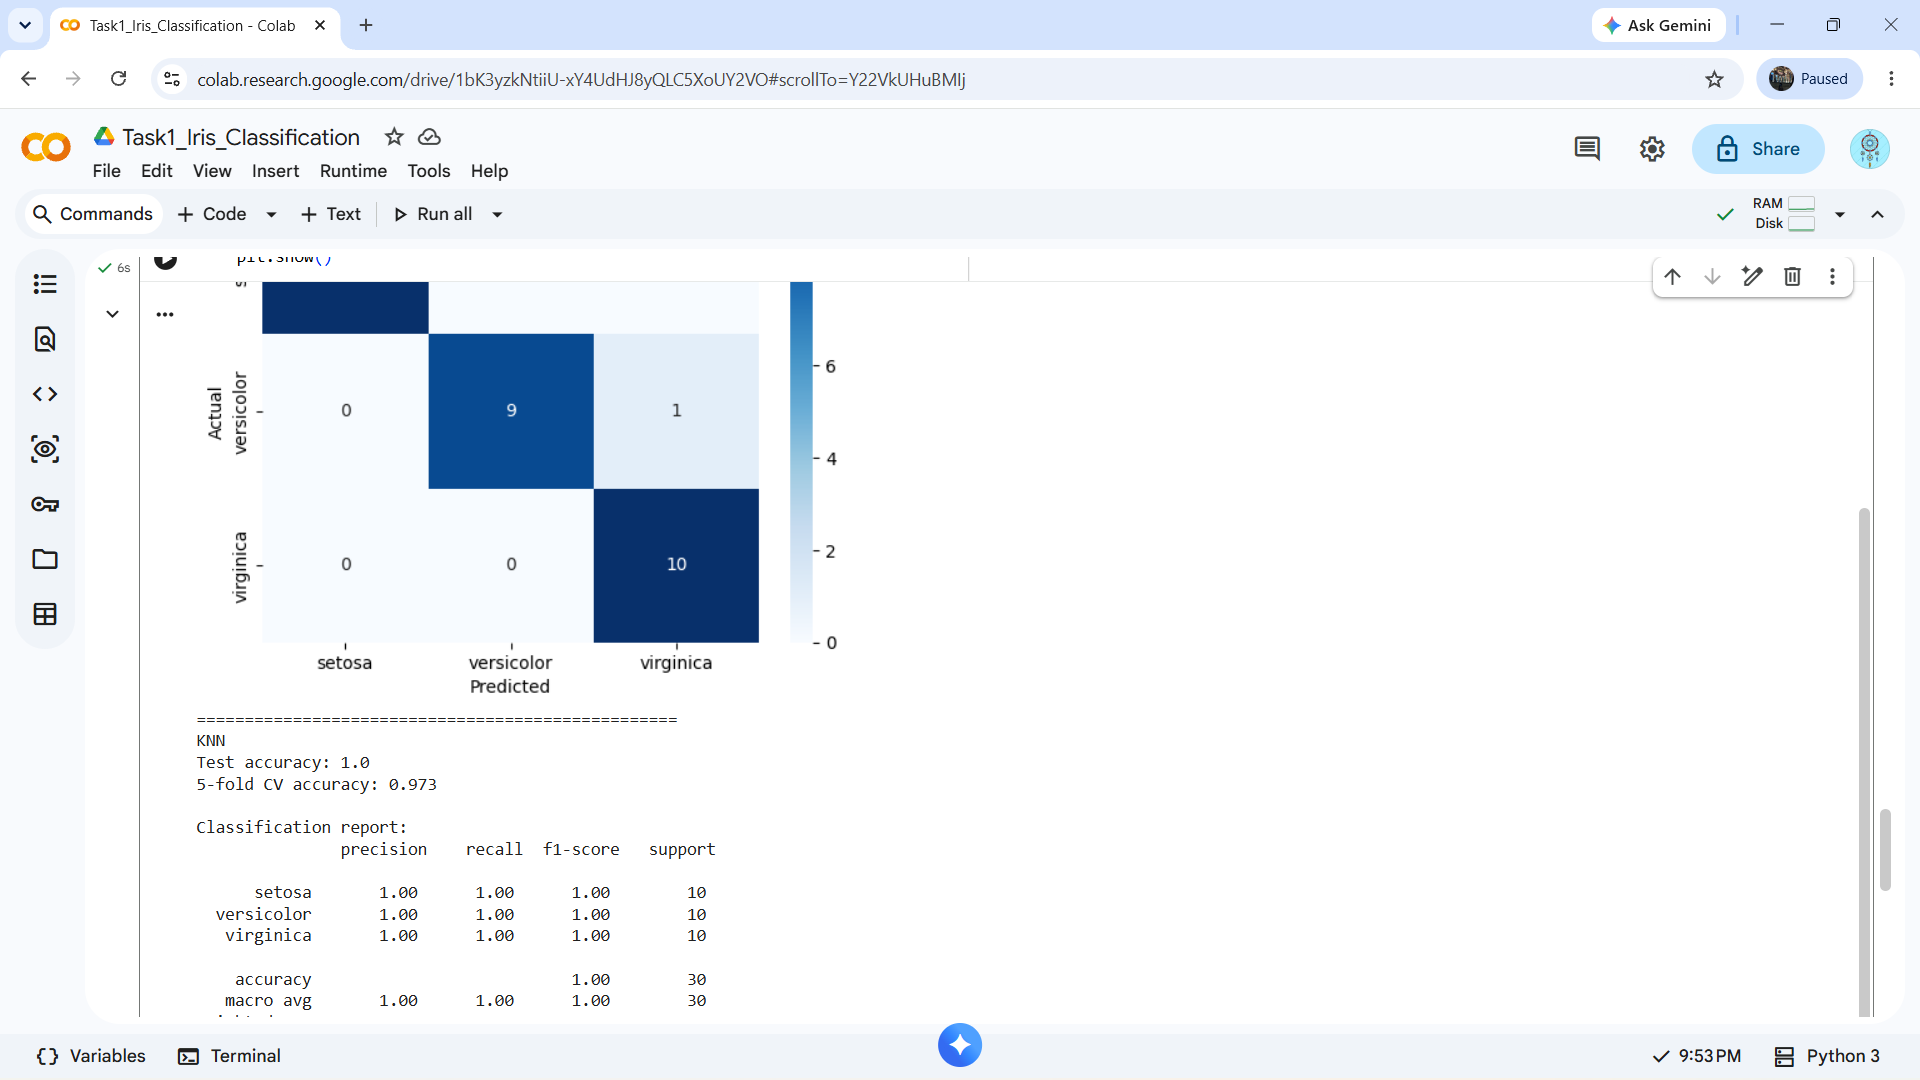 Task1_Iris_Classification - Colab
Ask Gemini
colab.research.google.com/drive/1bK3yzkNtiiU-xY4UdHJ8yQLC5XoUY2VO#scrollTo=Y22VkUHuBMlj
Paused
Task1_Iris_Classification
File Edit View Insert Runtime Tools Help
Share
Commands + Code + Text Run all
RAM
Disk
6s
plt.show()
6
Actual
versicolor
0 9 1
4
2
virginica
0 0 10
0
setosa versicolor virginica
Predicted
==================================================
KNN
Test accuracy: 1.0
5-fold CV accuracy: 0.973
Classification report:
precision recall f1-score support
setosa 1.00 1.00 1.00 10
versicolor 1.00 1.00 1.00 10
virginica 1.00 1.00 1.00 10
accuracy 1.00 30
macro avg 1.00 1.00 1.00 30
Variables Terminal
9:53 PM Python 3